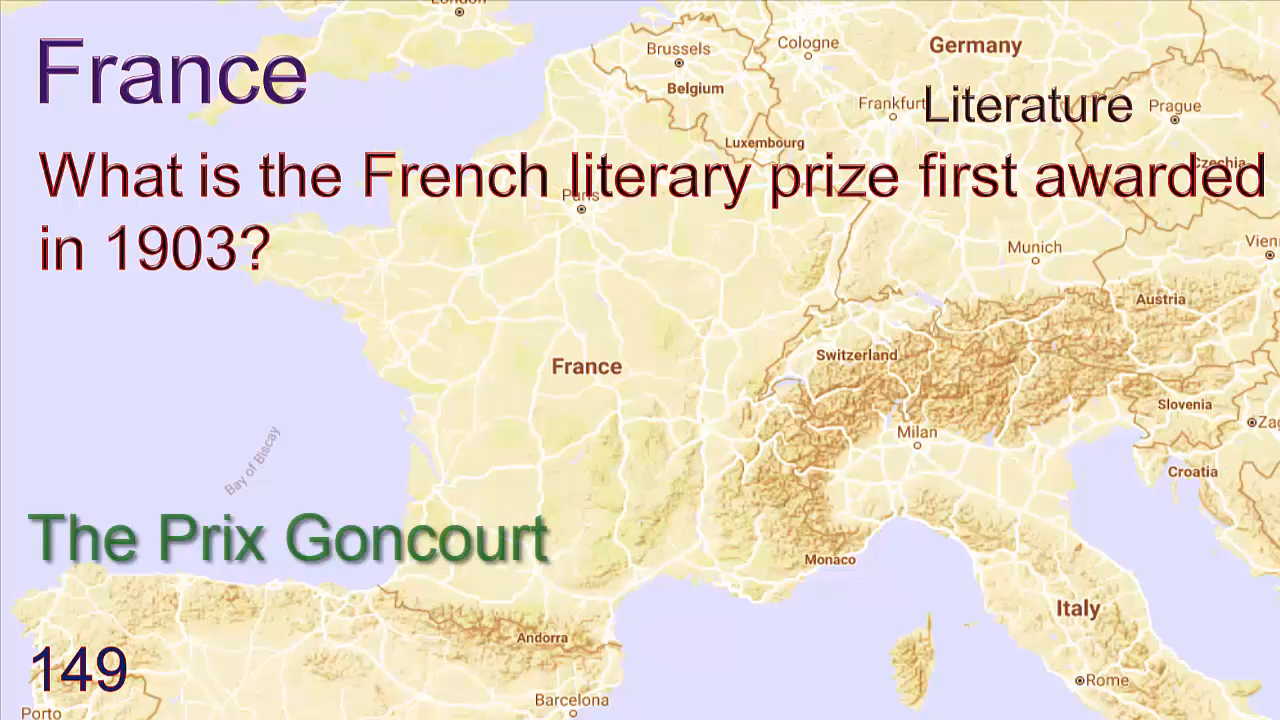 London
France
Brussels
Cologne
Germany
Belgium
Frankfurt
Literature
Prague
Luxembourg
Czechia
What is the French literary prize first awarded
Paris
in 1903?
Munich
Vien
Austria
Switzerland
France
Slovenia
Zag
Milan
Croatia
Bay of Biscay
The Prix Goncourt
Monaco
Italy
Andorra
149
Rome
Barcelona
Porto